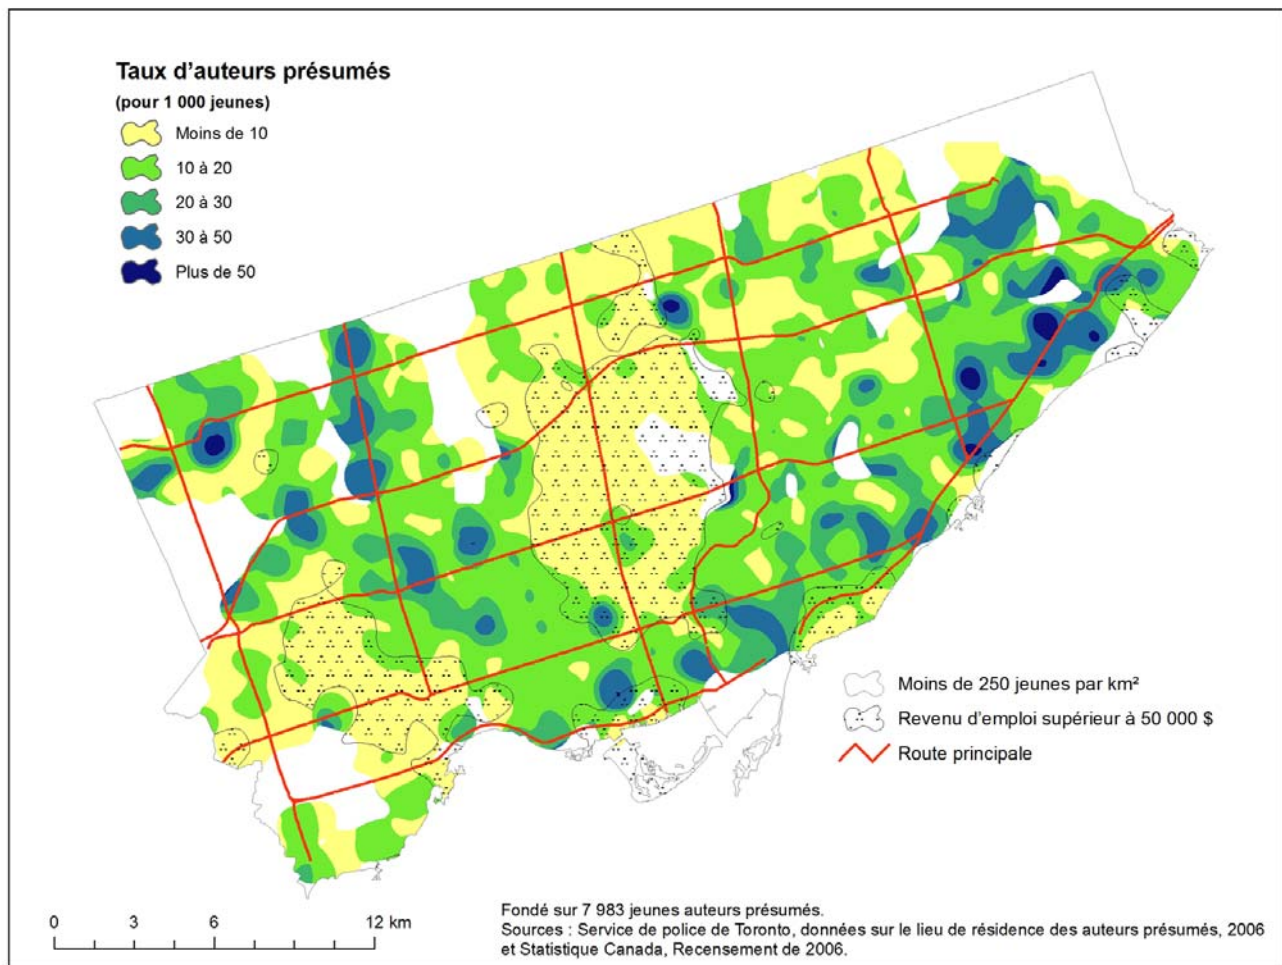 Taux d'auteurs présumés
(pour 1 000 jeunes)
Moins de 10
10 à 20
20 à 30
30 à 50
Plus de 50
Moins de 250 jeunes par km²
Revenu d'emploi supérieur à 50 000 $
Route principale
0 3 6 12 km
Fondé sur 7 983 jeunes auteurs présumés.
Sources : Service de police de Toronto, données sur le lieu de résidence des auteurs présumés, 2006
et Statistique Canada, Recensement de 2006.